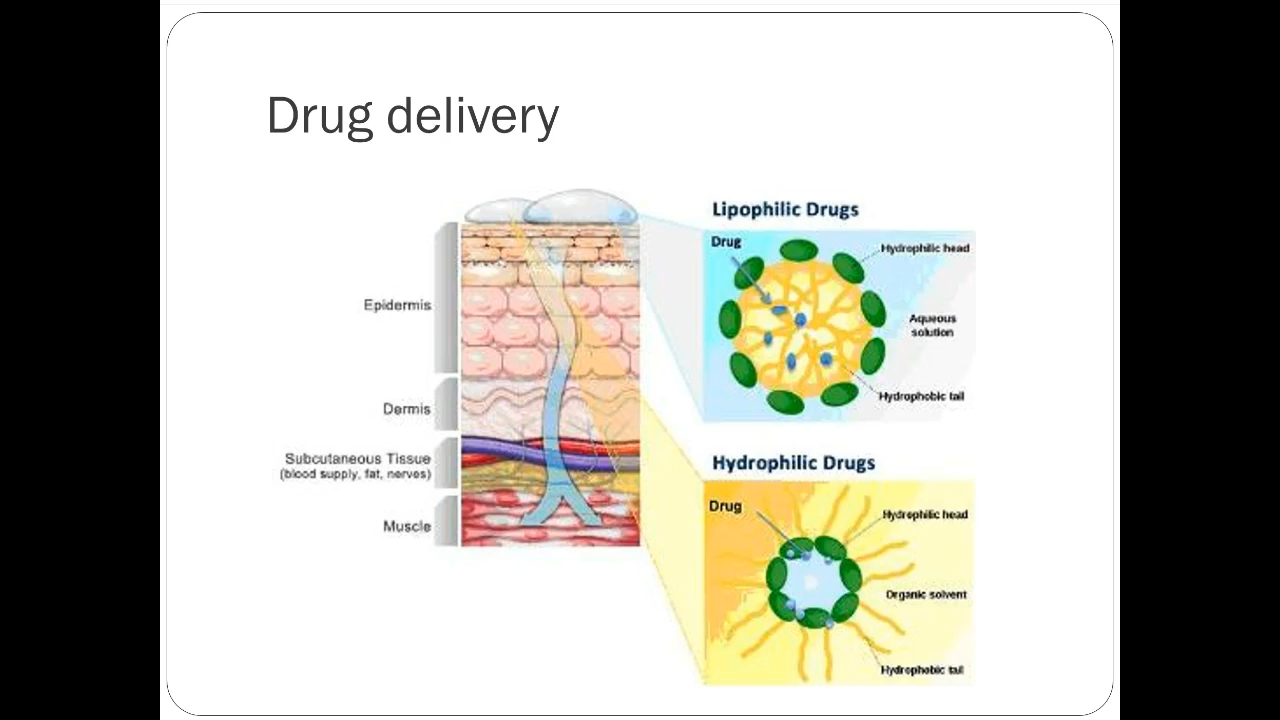 Drug delivery
Epidermis
Dermis
Subcutaneous Tissue
(blood supply, fat, nerves)
Muscle
Lipophilic Drugs
Drug
Hydrophilic head
Aqueous
solution
Hydrophobic tail
Hydrophilic Drugs
Drug
Hydrophilic head
Organic solvent
Hydrophobic tail